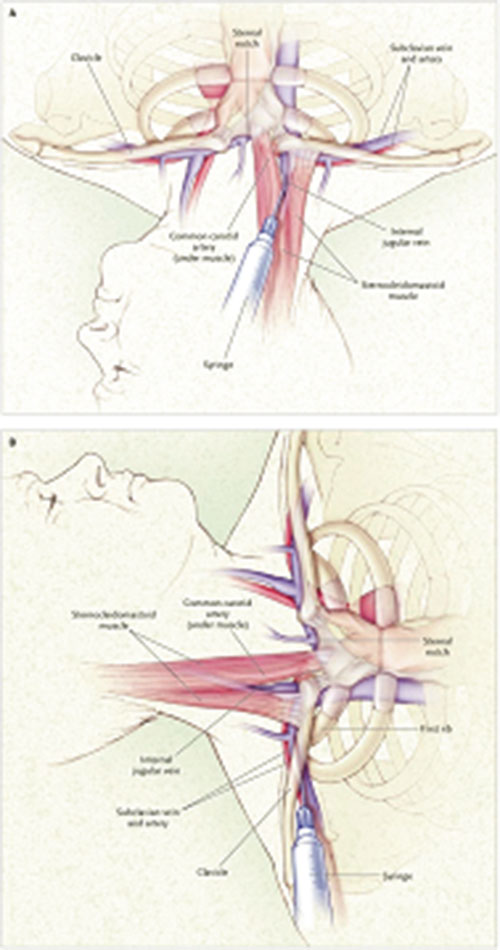 A
Sternal
notch
Clavicle
Subclavian vein
and artery
Common carotid
artery
(under muscle)
Internal
jugular vein
Sternocleidomastoid
muscle
Syringe
B
Sternocleidomastoid
muscle
Common carotid
artery
(under muscle)
Sternal
notch
First rib
Internal
jugular vein
Subclavian vein
and artery
Clavicle
Syringe